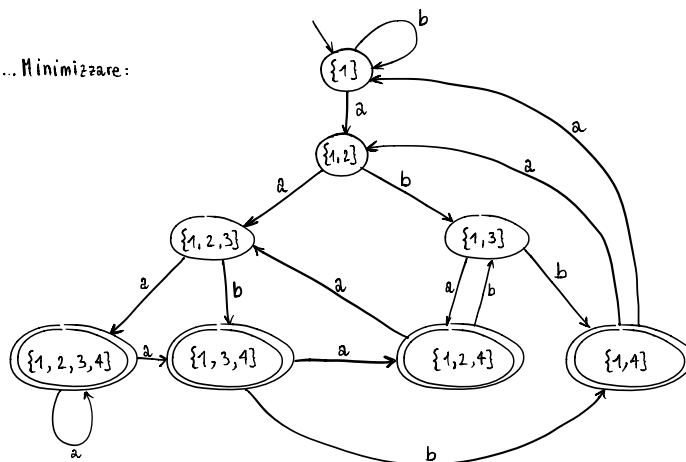 b
... Minimizzare:
{1}
a
a
{1,2}
a
a
b
{1,2,3}
{1,3}
a
b
a
a
b
b
{1,2,3,4}
a
{1,3,4}
a
{1,2,4}
{1,4}
a
b